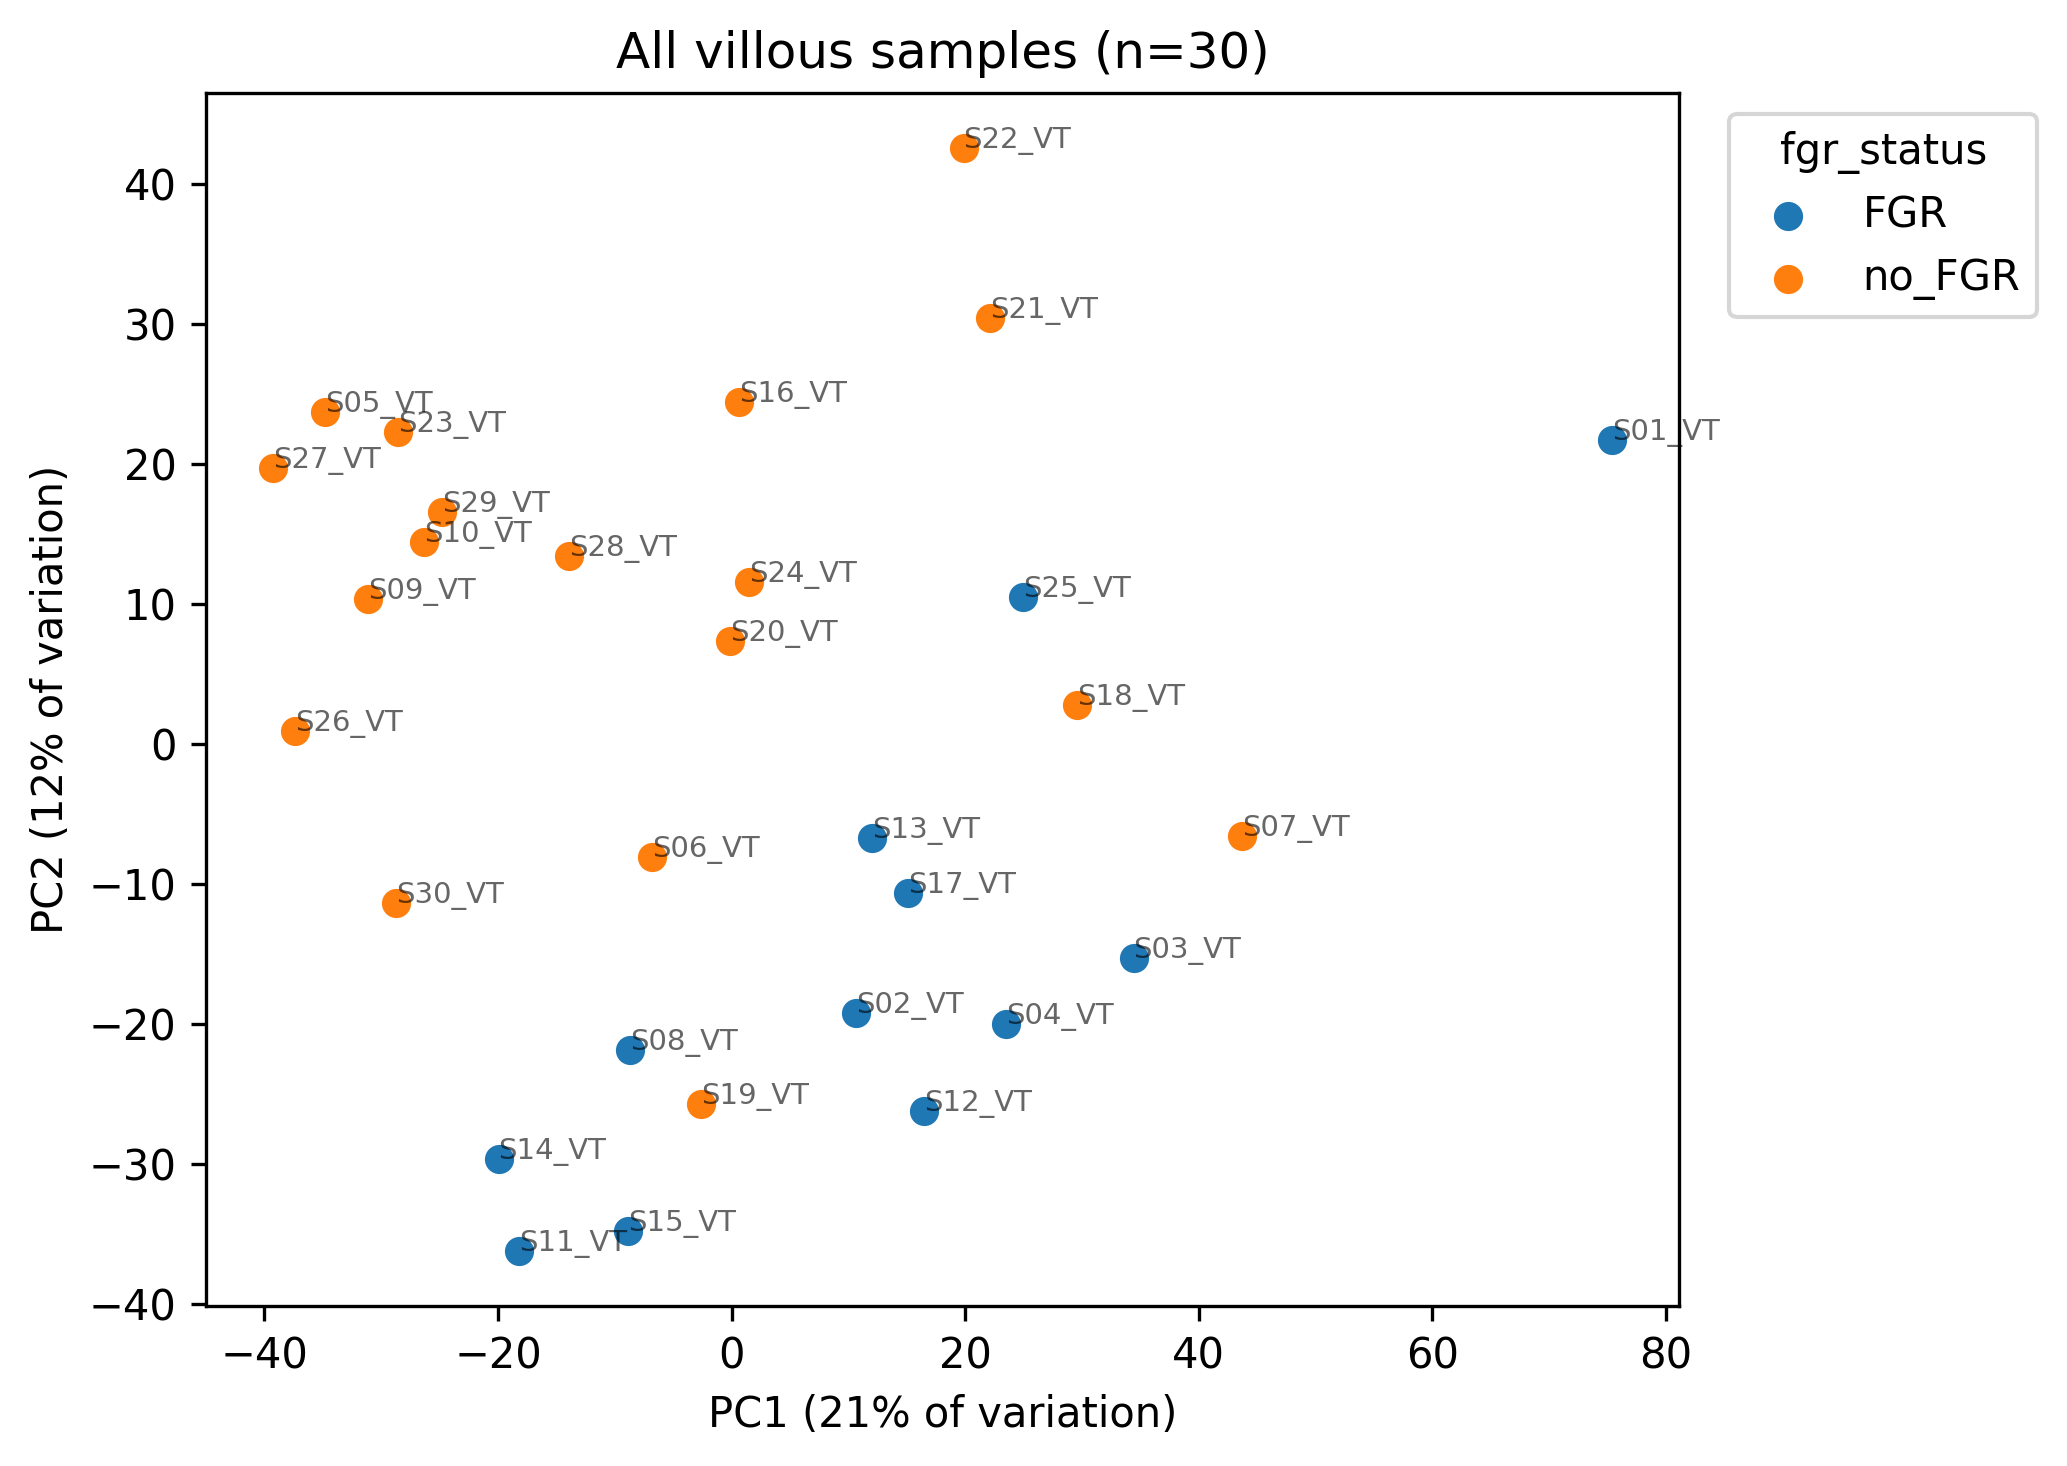 All villous samples (n=30)
fgr_status
FGR
no_FGR
PC2 (12% of variation)
40
30
20
10
0
−10
−20
−30
−40
S22_VT
S21_VT
S16_VT
S05_VT
S23_VT
S01_VT
S27_VT
S29_VT
S10_VT
S28_VT
S24_VT
S25_VT
S09_VT
S20_VT
S18_VT
S26_VT
S13_VT
S07_VT
S06_VT
S17_VT
S30_VT
S03_VT
S02_VT
S04_VT
S08_VT
S19_VT
S12_VT
S14_VT
S15_VT
S11_VT
−40
−20
0
20
40
60
80
PC1 (21% of variation)